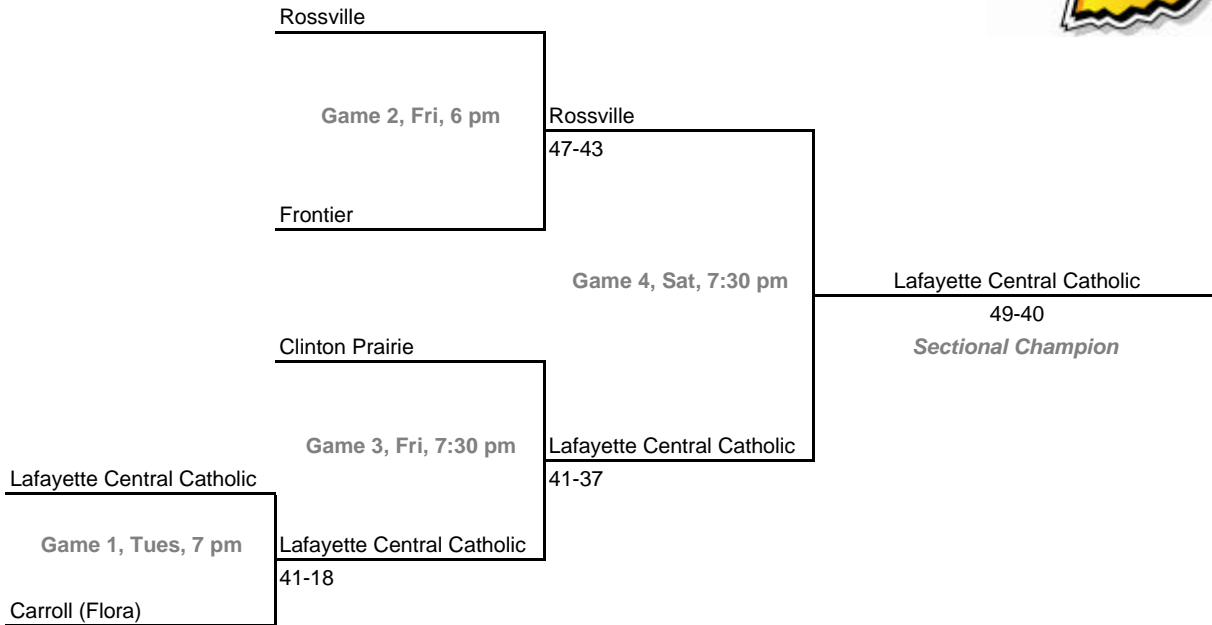 Rossville
Game 2, Fri, 6 pm
Rossville
47-43
Frontier
Game 4, Sat, 7:30 pm
Lafayette Central Catholic
49-40
Sectional Champion
Clinton Prairie
Game 3, Fri, 7:30 pm
Lafayette Central Catholic
41-37
Lafayette Central Catholic
Game 1, Tues, 7 pm
Lafayette Central Catholic
41-18
Carroll (Flora)